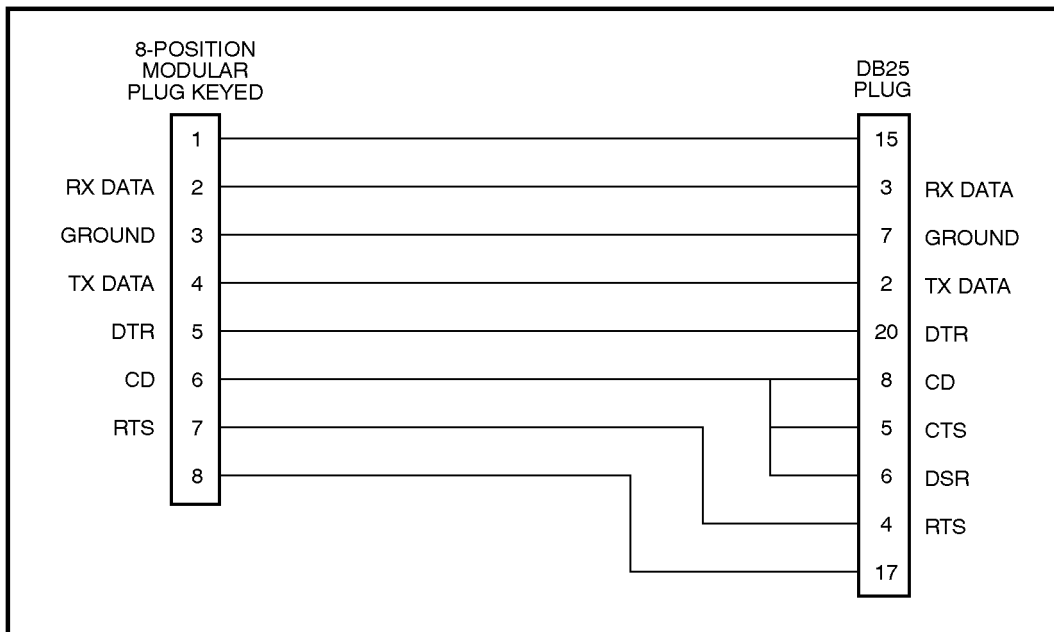 8-POSITION
MODULAR
PLUG KEYED
DB25
PLUG
1 15
RX DATA 2 3 RX DATA
GROUND 3 7 GROUND
TX DATA 4 2 TX DATA
DTR 5 20 DTR
CD 6 8 CD
RTS 7 5 CTS
8 6 DSR
4 RTS
17